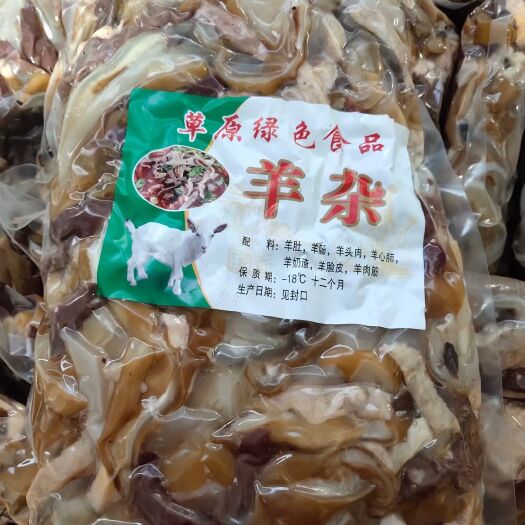 草原绿色食品
羊杂
配 料:羊肚,羊肠,羊头肉,羊心肺,
羊奶渣,羊脸皮,羊肉筋
保 质 期:-18℃ 十二个月
生产日期:见封口